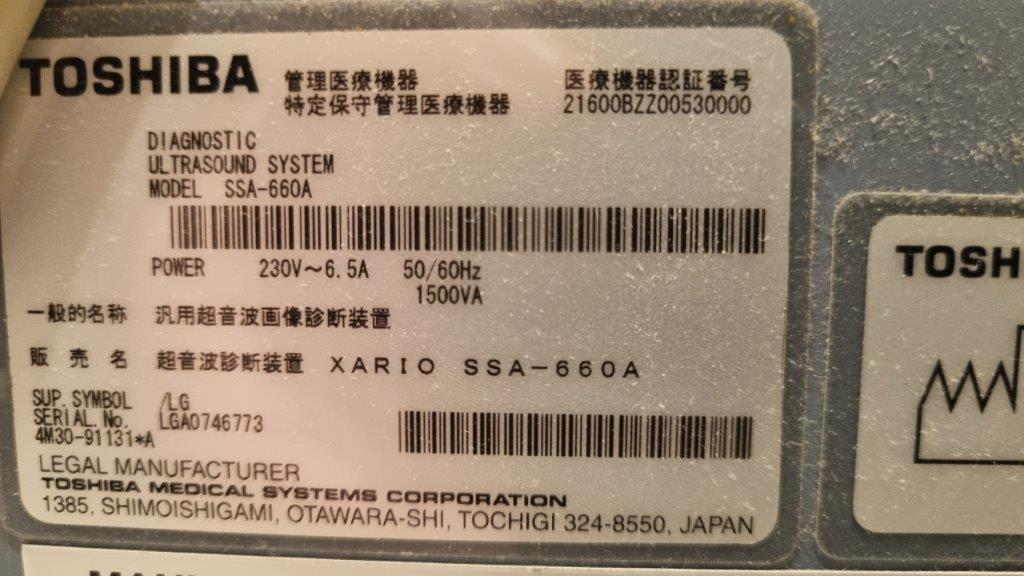 TOSHIBA
管理医療機器
特定保守管理医療機器
医療機器認証番号
21600BZZ00530000
DIAGNOSTIC
ULTRASOUND SYSTEM
MODEL SSA-660A
POWER 230V～6.5A 50/60Hz
1500VA
一般的名称 汎用超音波画像診断装置
販売名 超音波診断装置 XARIO SSA-660A
SUP. SYMBOL /LG
SERIAL. No. LGA0746773
4M30-91131*A
LEGAL MANUFACTURER
TOSHIBA MEDICAL SYSTEMS CORPORATION
1385, SHIMOISHIGAMI, OTAWARA-SHI, TOCHIGI 324-8550, JAPAN
TOSH